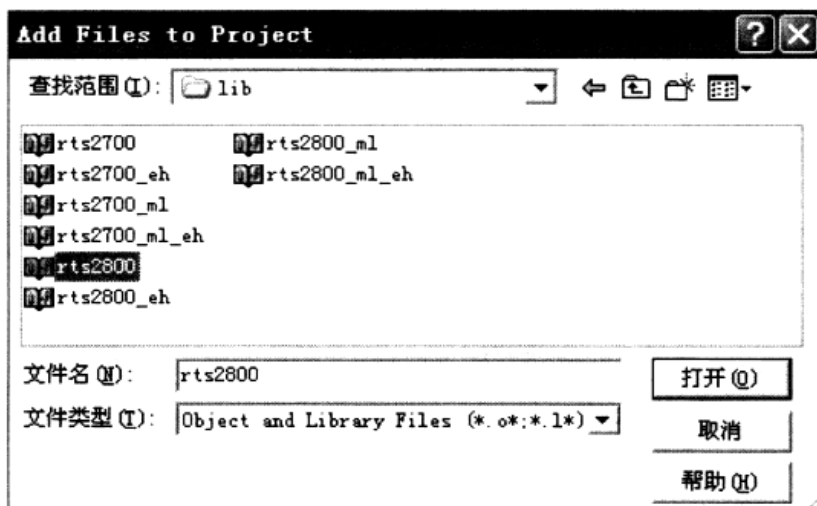 Add Files to Project
查找范围(I): lib
rts2700 rts2800_ml
rts2700_eh rts2800_ml_eh
rts2700_ml
rts2700_ml_eh
rts2800
rts2800_eh
文件名(N): rts2800 打开(O)
文件类型(T): Object and Library Files (*.o*;*.l*) 取消
帮助(H)